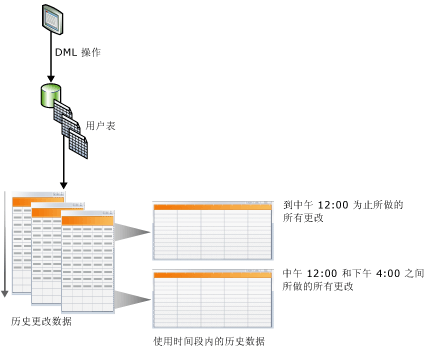 DML 操作
用户表
到中午 12:00 为止所做的
所有更改
中午 12:00 和下午 4:00 之间
所做的所有更改
历史更改数据
使用时间段内的历史数据